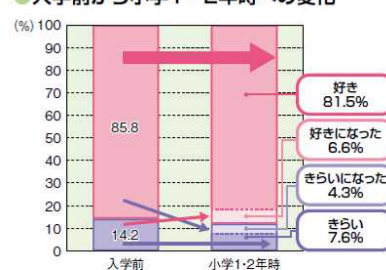 ●入学前から小学1・2年時への変化
(%)
100
90
80
70
60
50
40
30
20
10
0
85.8
14.2
入学前
小学1・2年時
好き
81.5%
好きになった
6.6%
きらいになった
4.3%
きらい
7.6%